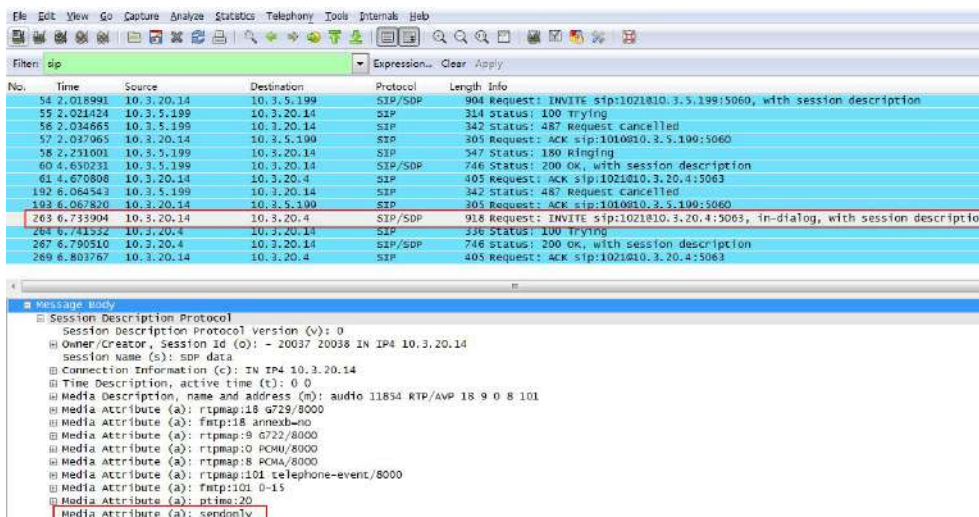 File Edit View Go Capture Analyze Statistics Telephony Tools Internals Help
Filter: sip Expression... Clear Apply
No. Time Source Destination Protocol Length Info
54 2.018991 10.3.20.14 10.3.5.199 SIP/SDP 904 Request: INVITE sip:1021@10.3.5.199:5060, with session description
55 2.021424 10.3.5.199 10.3.20.14 SIP 314 Status: 100 Trying
56 2.034665 10.3.5.199 10.3.20.14 SIP 342 Status: 487 Request Cancelled
57 2.037965 10.3.20.14 10.3.5.199 SIP 305 Request: ACK sip:1010@10.3.5.199:5060
58 2.251601 10.3.5.199 10.3.20.14 SIP 547 Status: 180 Ringing
60 4.650231 10.3.5.199 10.3.20.14 SIP/SDP 746 Status: 200 OK, with session description
61 4.670808 10.3.20.14 10.3.20.4 SIP 405 Request: ACK sip:1021@10.3.20.4:5063
192 6.064543 10.3.5.199 10.3.20.14 SIP 342 Status: 487 Request Cancelled
193 6.067820 10.3.20.14 10.3.5.199 SIP 305 Request: ACK sip:1010@10.3.5.199:5060
263 6.733904 10.3.20.14 10.3.20.4 SIP/SDP 918 Request: INVITE sip:1021@10.3.20.4:5063, in-dialog, with session descriptio
264 6.741532 10.3.20.4 10.3.20.14 SIP 336 Status: 100 Trying
267 6.790510 10.3.20.4 10.3.20.14 SIP/SDP 746 Status: 200 OK, with session description
269 6.803767 10.3.20.14 10.3.20.4 SIP 405 Request: ACK sip:1021@10.3.20.4:5063
Message Body
Session Description Protocol
Session Description Protocol Version (v): 0
Owner/Creator, Session Id (o): - 20037 20038 IN IP4 10.3.20.14
Session Name (s): SDP data
Connection Information (c): IN IP4 10.3.20.14
Time Description, active time (t): 0 0
Media Description, name and address (m): audio 11854 RTP/AVP 18 9 0 8 101
Media Attribute (a): rtpmap:18 G729/8000
Media Attribute (a): fmtp:18 annexb=no
Media Attribute (a): rtpmap:9 G722/8000
Media Attribute (a): rtpmap:0 PCMU/8000
Media Attribute (a): rtpmap:8 PCMA/8000
Media Attribute (a): rtpmap:101 telephone-event/8000
Media Attribute (a): fmtp:101 0-15
Media Attribute (a): ptime:20
Media Attribute (a): sendonly